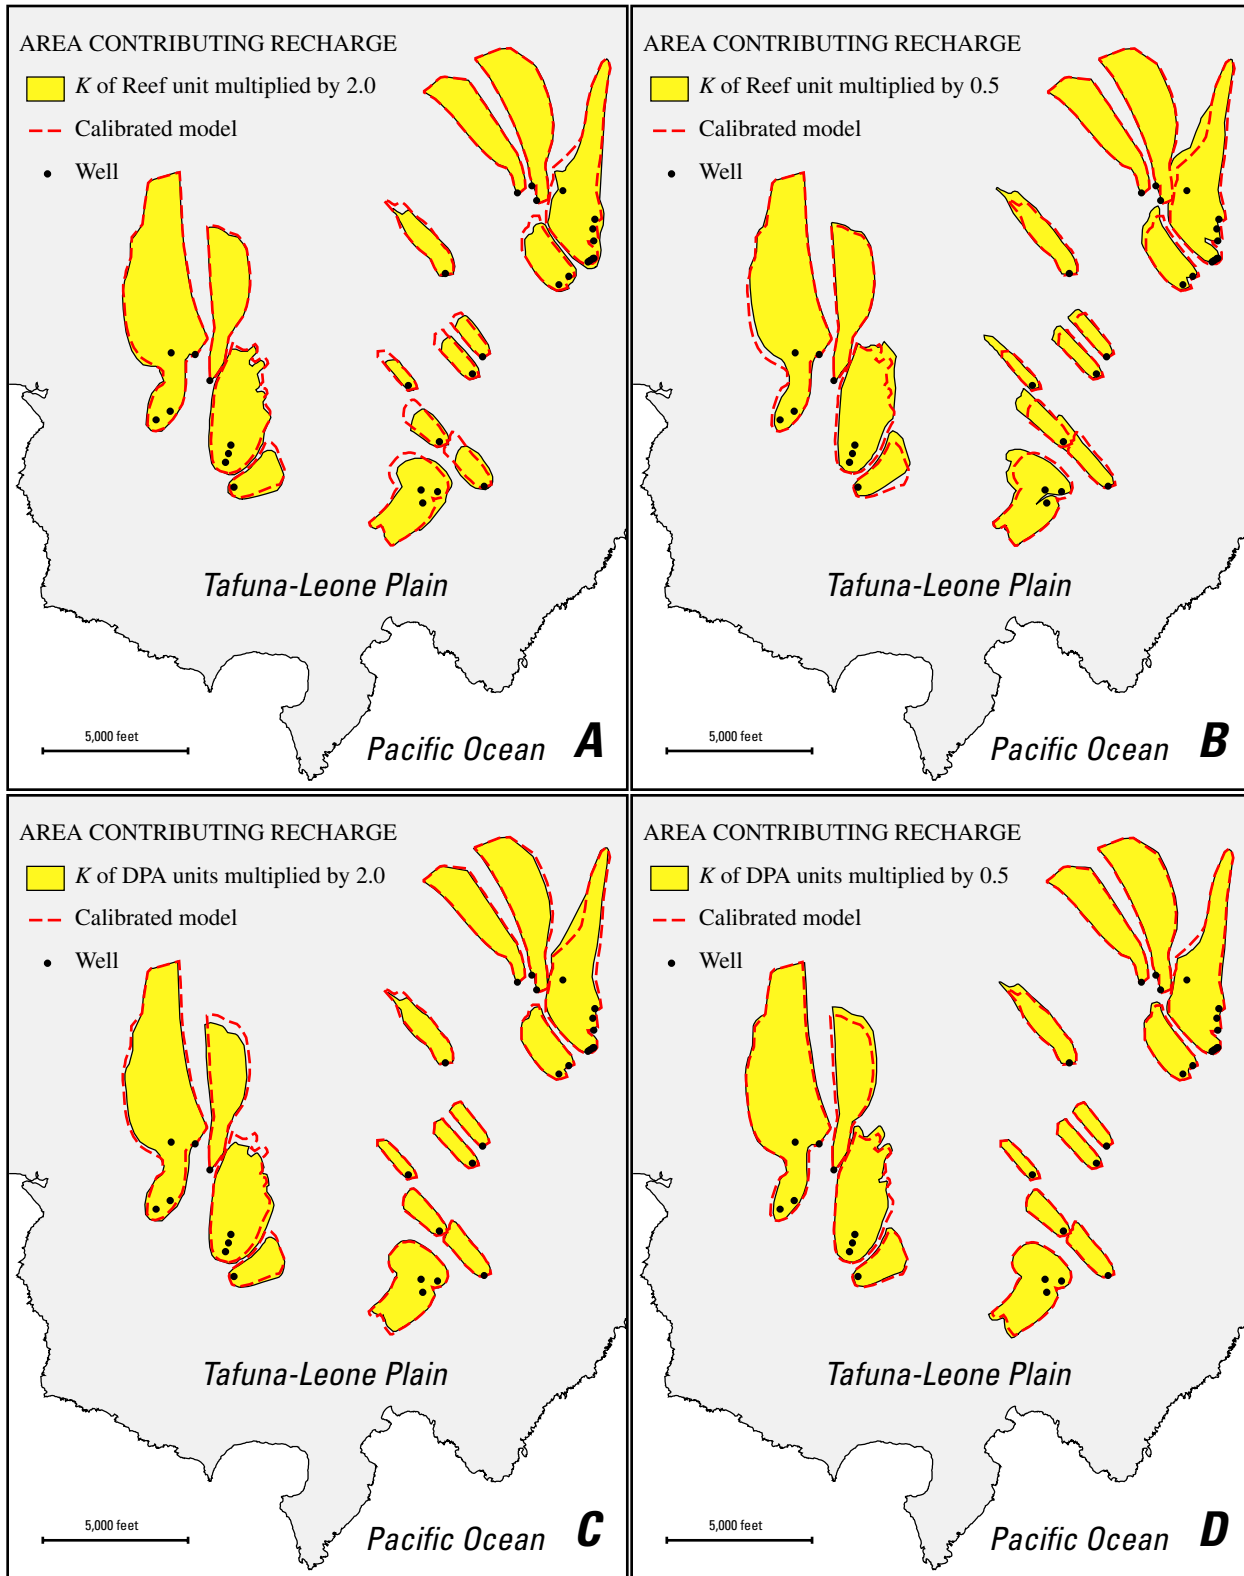 AREA CONTRIBUTING RECHARGE
K of Reef unit multiplied by 2.0
Calibrated model
Well
Tafuna-Leone Plain
5,000 feet
Pacific Ocean
A
AREA CONTRIBUTING RECHARGE
K of Reef unit multiplied by 0.5
Calibrated model
Well
Tafuna-Leone Plain
5,000 feet
Pacific Ocean
B
AREA CONTRIBUTING RECHARGE
K of DPA units multiplied by 2.0
Calibrated model
Well
Tafuna-Leone Plain
5,000 feet
Pacific Ocean
C
AREA CONTRIBUTING RECHARGE
K of DPA units multiplied by 0.5
Calibrated model
Well
Tafuna-Leone Plain
5,000 feet
Pacific Ocean
D